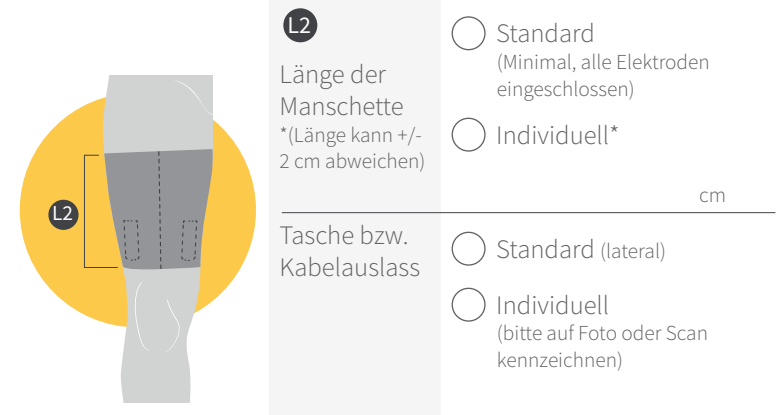 L2
L2
Länge der
Manschette
*(Länge kann +/-
2 cm abweichen)
Standard
(Minimal, alle Elektroden
eingeschlossen)
Individuell*
cm
Tasche bzw.
Kabelauslass
Standard (lateral)
Individuell
(bitte auf Foto oder Scan
kennzeichnen)